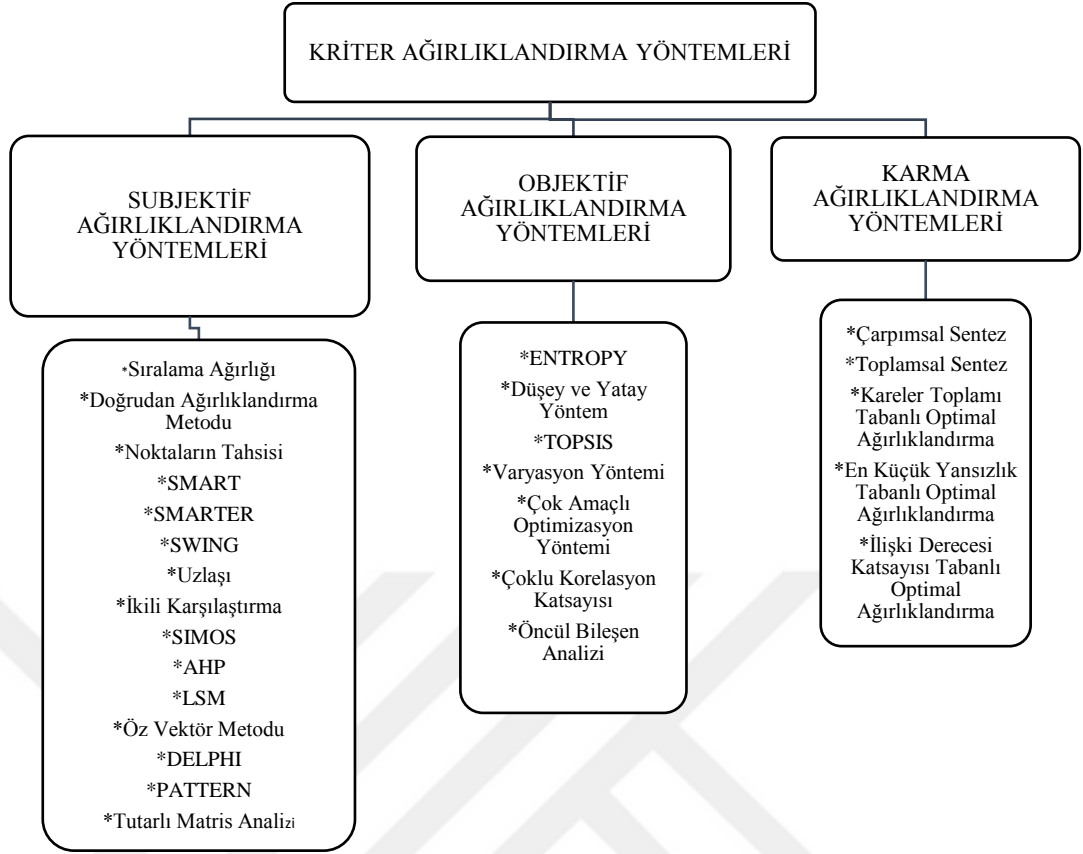 KRİTER AĞIRLIKLANDIRMA YÖNTEMLERİ
SUBJEKTİF
AĞIRLIKLANDIRMA
YÖNTEMLERİ
*Sıralama Ağırlığı
*Doğrudan Ağırlıklandırma
Metodu
*Noktaların Tahsisi
*SMART
*SMARTER
*SWING
*Uzlaşı
*İkili Karşılaştırma
*SIMOS
*AHP
*LSM
*Öz Vektör Metodu
*DELPHI
*PATTERN
*Tutarlı Matris Analizi
OBJEKTİF
AĞIRLIKLANDIRMA
YÖNTEMLERİ
*ENTROPY
*Düşey ve Yatay
Yöntem
*TOPSIS
*Varyasyon Yöntemi
*Çok Amaçlı
Optimizasyon
Yöntemi
*Çoklu Korelasyon
Katsayısı
*Öncül Bileşen
Analizi
KARMA
AĞIRLIKLANDIRMA
YÖNTEMLERİ
*Çarpımsal Sentez
*Toplamsal Sentez
*Kareler Toplamı
Tabanlı Optimal
Ağırlıklandırma
*En Küçük Yansızlık
Tabanlı Optimal
Ağırlıklandırma
*İlişki Derecesi
Katsayısı Tabanlı
Optimal
Ağırlıklandırma